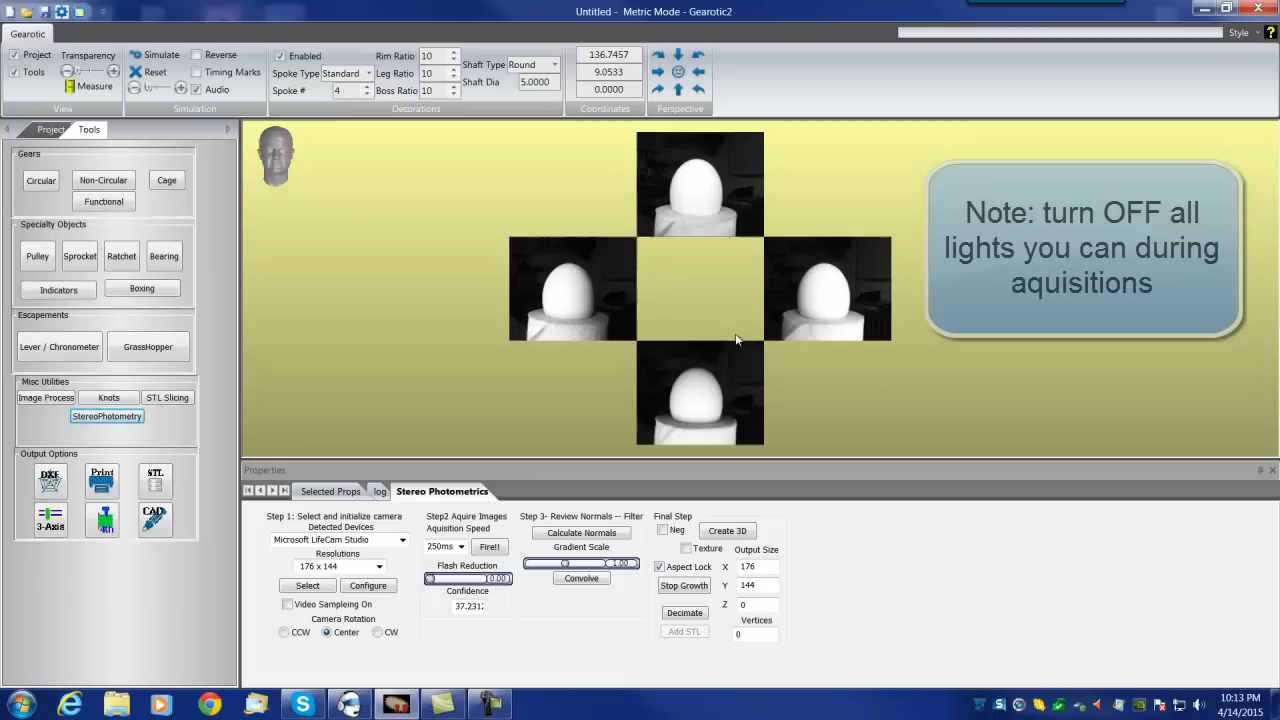 Untitled - Metric Mode - Gearotic2
Gearotic
Style
Project
Transparency
Tools
Measure
View
Simulate
Reverse
Reset
Timing Marks
Audio
Simulation
Enabled
Rim Ratio 10
Shaft Type Round
Spoke Type Standard
Leg Ratio 10
Shaft Dia 5.0000
Spoke # 4
Boss Ratio 10
Decorations
136.7457
9.0533
0.0000
Coordinates
Perspective
Project
Tools
Gears
Circular
Non-Circular
Cage
Functional
Specialty Objects
Pulley
Sprocket
Ratchet
Bearing
Indicators
Boxing
Escapements
Lever / Chronometer
GrassHopper
Misc Utilities
Image Process
Knots
STL Slicing
StereoPhotometry
Output Options
DXF
Print
STL
3-Axis
4th
CAD
Note: turn OFF all
lights you can during
aquisitions
Properties
Selected Props
log
Stereo Photometrics
Step 1: Select and initialize camera
Detected Devices
Microsoft LifeCam Studio
Resolutions
176 x 144
Select
Configure
Video Sampleing On
Camera Rotation
CCW
Center
CW
Step2 Aquire Images
Aquisition Speed
250ms
Fire!!
Flash Reduction
0.00
Confidence
37.2312
Step 3- Review Normals -- Filter
Calculate Normals
Gradient Scale
1.00
Convolve
Final Step
Neg
Create 3D
Texture
Output Size
Aspect Lock
X 176
Stop Growth
Y 144
Z 0
Decimate
Vertices
Add STL
0
10:13 PM
4/14/2015